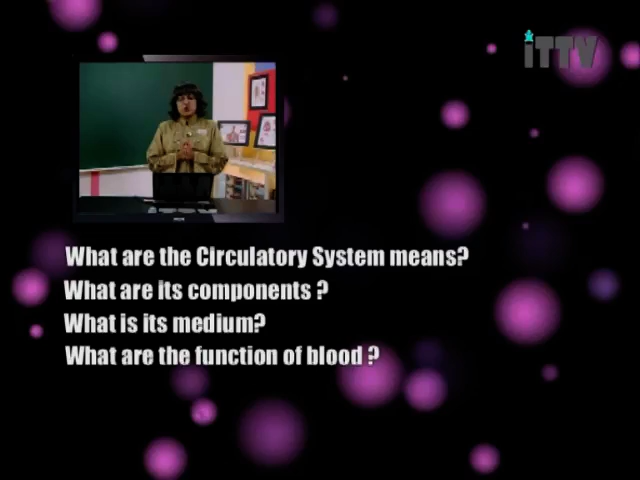 iTTV
What are the Circulatory System means?
What are its components ?
What is its medium?
What are the function of blood ?